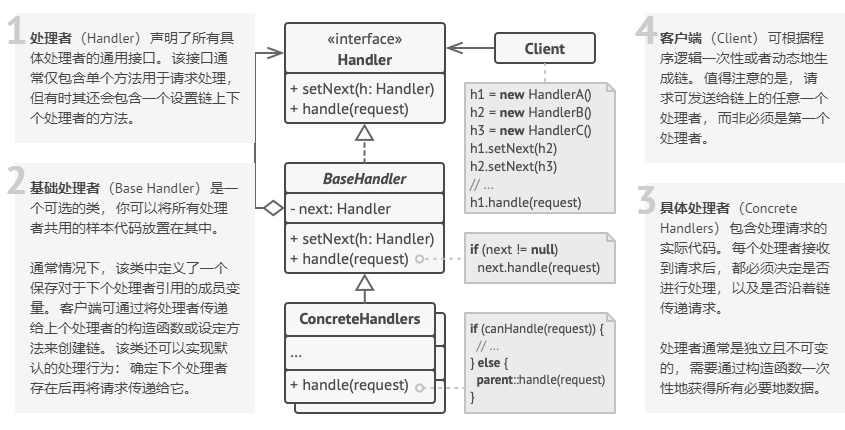 1
处理者（Handler）声明了所有具
体处理者的通用接口。该接口通
常仅包含单个方法用于请求处理，
但有时其还会包含一个设置链上下
个处理者的方法。
2
基础处理者（Base Handler）是一
个可选的类，你可以将所有处理
者共用的样本代码放置在其中。
通常情况下，该类中定义了一个
保存对于下个处理者引用的成员变
量。客户端可通过将处理者传递
给上个处理者的构造函数或设定方
法来创建链。该类还可以实现默
认的处理行为：确定下个处理者
存在后再将请求传递给它。
«interface»
Handler
+ setNext(h: Handler)
+ handle(request)
BaseHandler
- next: Handler
+ setNext(h: Handler)
+ handle(request)
ConcreteHandlers
...
+ handle(request)
Client
h1 = new HandlerA()
h2 = new HandlerB()
h3 = new HandlerC()
h1.setNext(h2)
h2.setNext(h3)
// ...
h1.handle(request)
if (next != null)
next.handle(request)
if (canHandle(request)) {
// ...
} else {
parent::handle(request)
}
4
客户端（Client）可根据程
序逻辑一次性或者动态地生
成链。值得注意的是，请
求可发送给链上的任意一个
处理者，而非必须是第一个
处理者。
3
具体处理者（Concrete
Handlers）包含处理请求的
实际代码。每个处理者接收
到请求后，都必须决定是否
进行处理，以及是否沿着链
传递请求。
处理者通常是独立且不可变
的，需要通过构造函数一次
性地获得所有必要地数据。